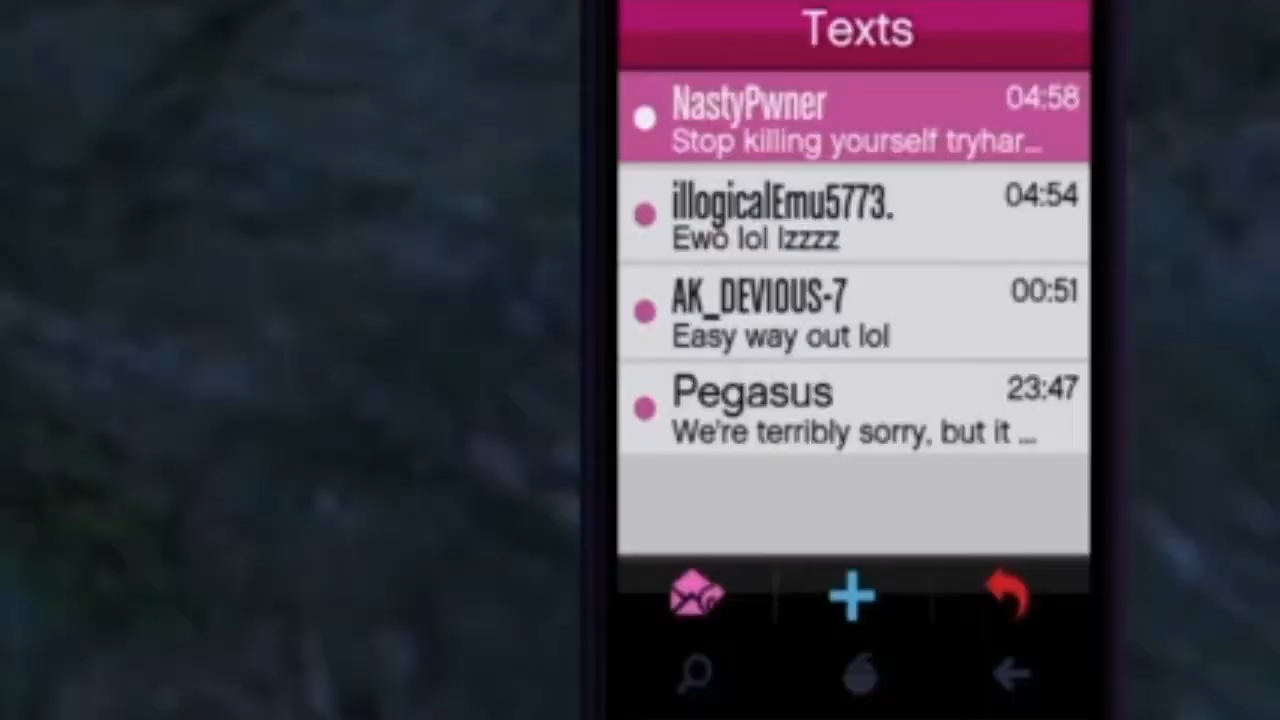 Texts
NastyPwner 04:58
Stop killing yourself tryhar...
illogicalEmu5773. 04:54
Ewo lol lzzzz
AK_DEVIOUS-7 00:51
Easy way out lol
Pegasus 23:47
We're terribly sorry, but it ...